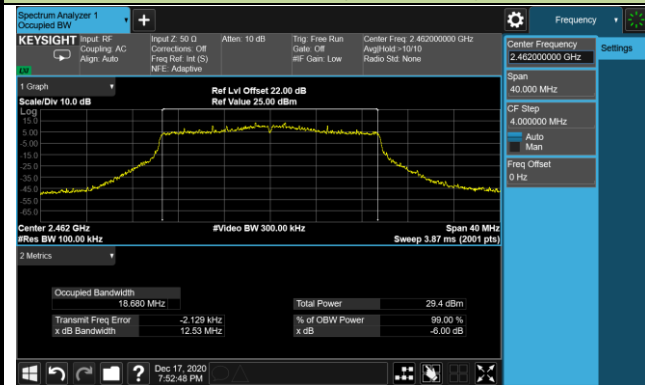 Spectrum Analyzer 1
Occupied BW
+
Frequency
KEYSIGHT
Input: RF
Coupling: AC
Align: Auto
Input Z: 50 Ω
Corrections: Off
Freq Ref: Int (S)
NFE: Adaptive
Atten: 10 dB
Trig: Free Run
Gate: Off
#IF Gain: Low
Center Freq: 2.462000000 GHz
Avg|Hold:>10/10
Radio Std: None
Center Frequency
2.462000000 GHz
Settings
Span
40.000 MHz
CF Step
4.000000 MHz
Auto
Man
Freq Offset
0 Hz
1 Graph
Scale/Div 10.0 dB
Ref Lvl Offset 22.00 dB
Ref Value 25.00 dBm
Log
15.0
5.00
-5.00
-15.0
-25.0
-35.0
-45.0
-55.0
-65.0
Center 2.462 GHz
#Video BW 300.00 kHz
Span 40 MHz
#Res BW 100.00 kHz
Sweep 3.87 ms (2001 pts)
2 Metrics
Occupied Bandwidth
18.680 MHz
Total Power 29.4 dBm
Transmit Freq Error -2.129 kHz
% of OBW Power 99.00 %
x dB Bandwidth 12.53 MHz
x dB -6.00 dB
?
Dec 17, 2020
7:52:48 PM